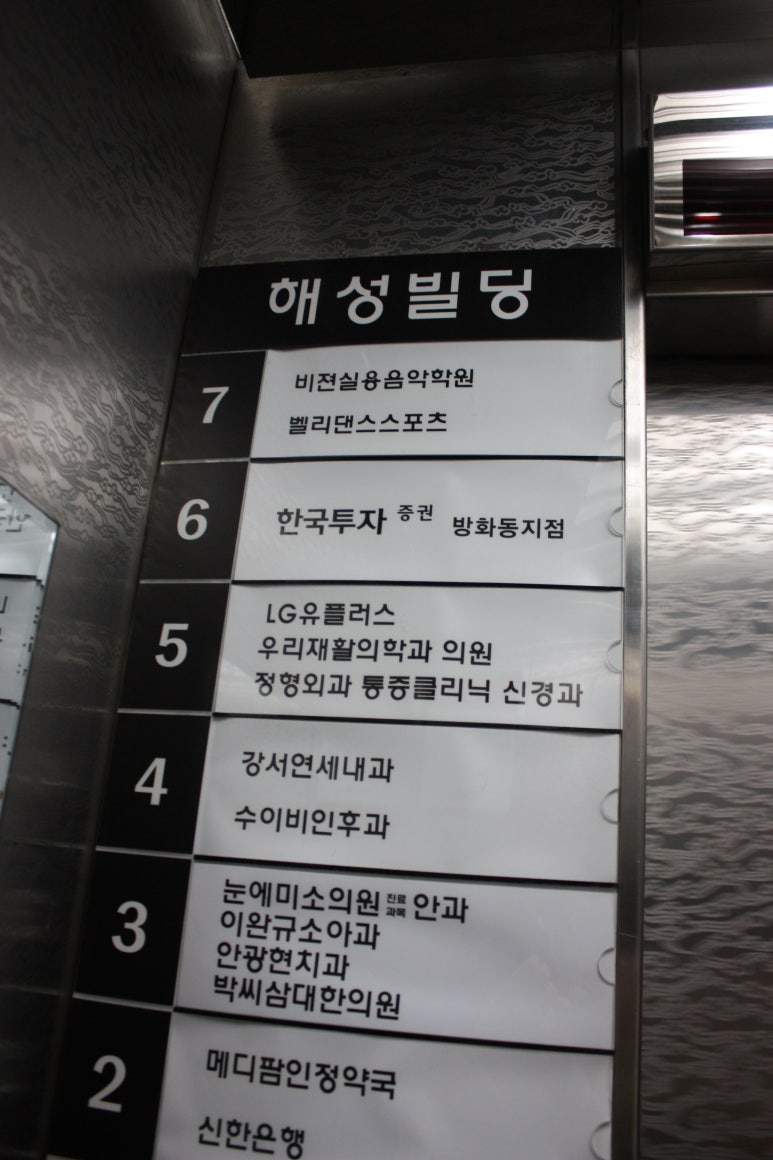 해성빌딩
7
비젼실용음악학원
벨리댄스스포츠
6
한국투자 증권 방화동지점
5
LG유플러스
우리재활의학과 의원
정형외과 통증클리닉 신경과
4
강서연세내과
수이비인후과
3
눈에미소의원 진료과목 안과
이완규소아과
안광현치과
박씨삼대한의원
2
메디팜인정약국
신한은행